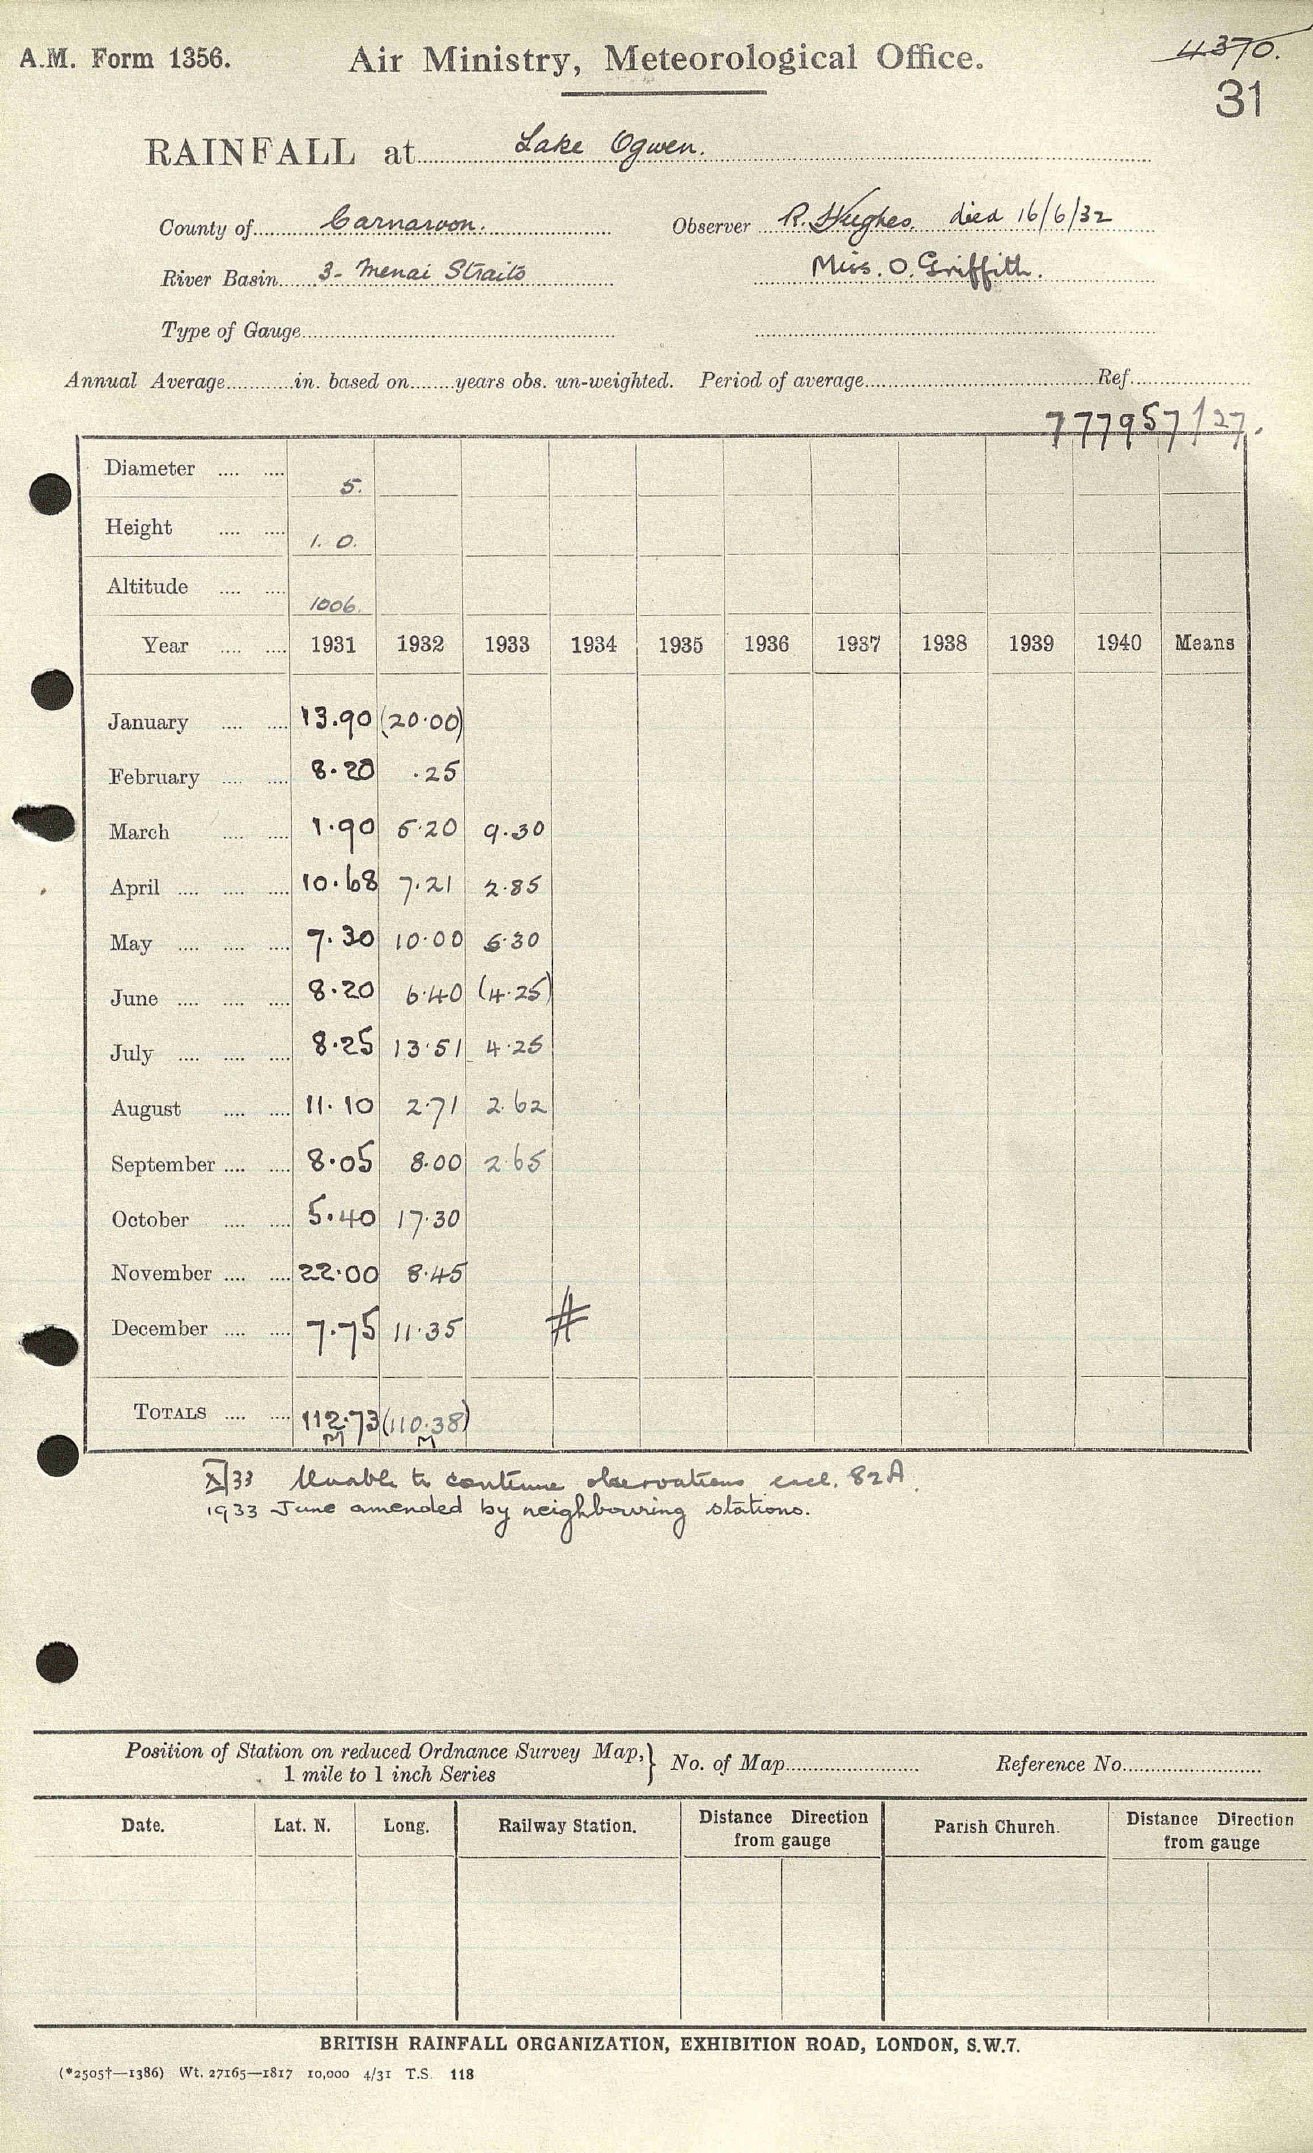 A.M. Form 1356.
Air Ministry, Meteorological Office.
4370.
31
RAINFALL at Lake Ogwen.
County of Carnarvon.
Observer R. Hughes. died 16/6/32
River Basin 3- Menai Straits
Miss. O. Griffith.
Type of Gauge
Annual Average in. based on years obs. un-weighted. Period of average Ref
777957/27.
Diameter 5.
Height 1. 0.
Altitude 1006.
Year 1931 1932 1933 1934 1935 1936 1937 1938 1939 1940 Means
January 13.90 (20.00)
February 8.20 .25
March 1.90 5.20 9.30
April 10.68 7.21 2.85
May 7.30 10.00 5.30
June 8.20 6.40 (4.25)
July 8.25 13.51 4.25
August 11.10 2.71 2.62
September 8.05 8.00 2.65
October 5.40 17.30
November 22.00 8.45
December 7.75 11.35 #
TOTALS 112.73 (110.38)
M M
X/33 Unable to continue observations encl. 82A.
1933 June amended by neighbouring stations.
Position of Station on reduced Ordnance Survey Map,
1 mile to 1 inch Series
} No. of Map Reference No.
Date. Lat. N. Long. Railway Station. Distance Direction from gauge Parish Church. Distance Direction from gauge
BRITISH RAINFALL ORGANIZATION, EXHIBITION ROAD, LONDON, S.W.7.
(*2505†—1386) Wt. 27165—1817 10,000 4/31 T.S. 118